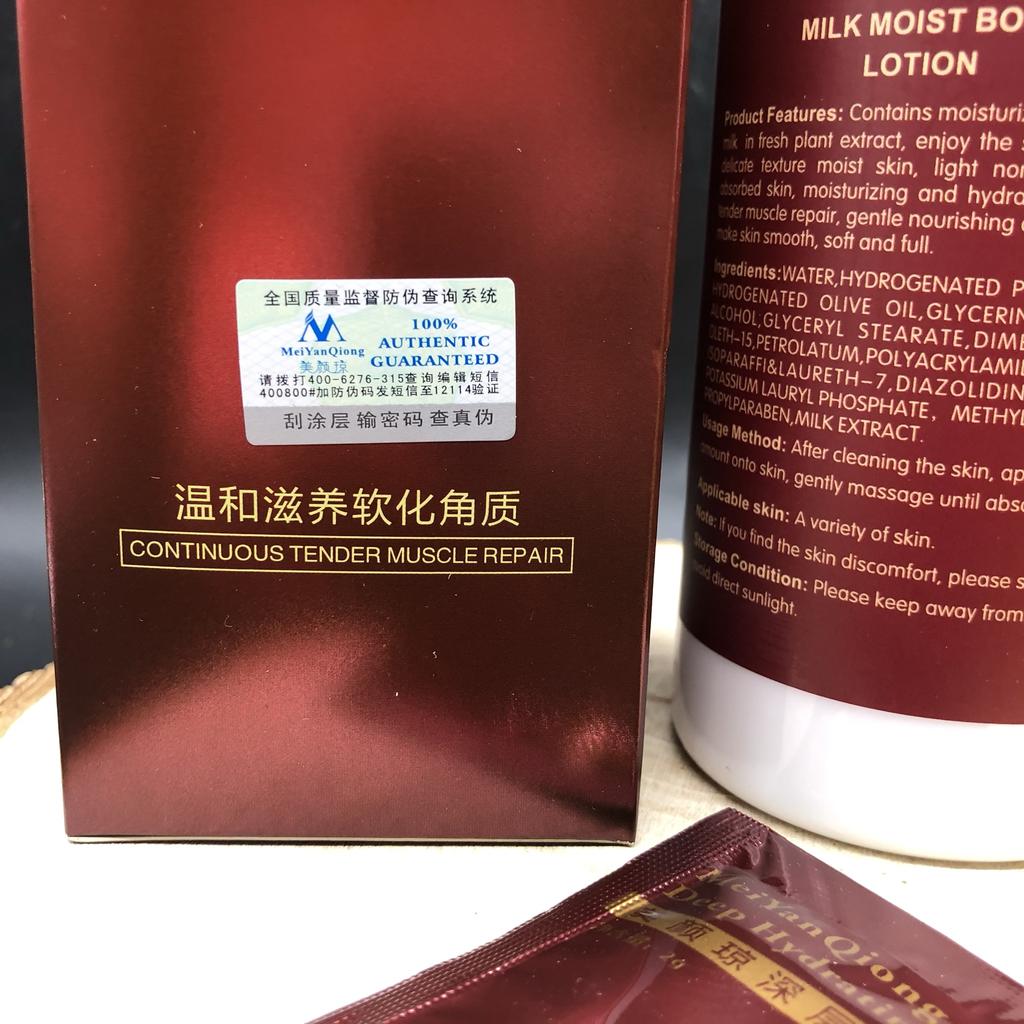 全国质量监督防伪查询系统
MeiYanQiong
美颜琼
100%
AUTHENTIC
GUARANTEED
请拨打400-6276-315查询编辑短信
400800#加防伪码发短信至12114验证
刮涂层 输密码 查真伪
温和滋养软化角质
CONTINUOUS TENDER MUSCLE REPAIR
MILK MOIST BO
LOTION
Product Features: Contains moisturiz
milk in fresh plant extract, enjoy the s
delicate texture moist skin, light non
absorbed skin, moisturizing and hydra
tender muscle repair, gentle nourishing
make skin smooth, soft and full.
Ingredients:WATER,HYDROGENATED P
HYDROGENATED OLIVE OIL,GLYCERIN
ALCOHOL,GLYCERYL STEARATE,DIME
OLETH-15,PETROLATUM,POLYACRYLAMI
ISOPARAFFI&LAURETH-7,DIAZOLIDIN
POTASSIUM LAURYL PHOSPHATE, METHYL
PROPYLPARABEN,MILK EXTRACT.
Usage Method: After cleaning the skin, ap
amount onto skin, gently massage until abs
Applicable skin: A variety of skin.
Note: If you find the skin discomfort, please s
Storage Condition: Please keep away from
avoid direct sunlight.
MeiYanQiong
Deep Hydrati
颜琼深层